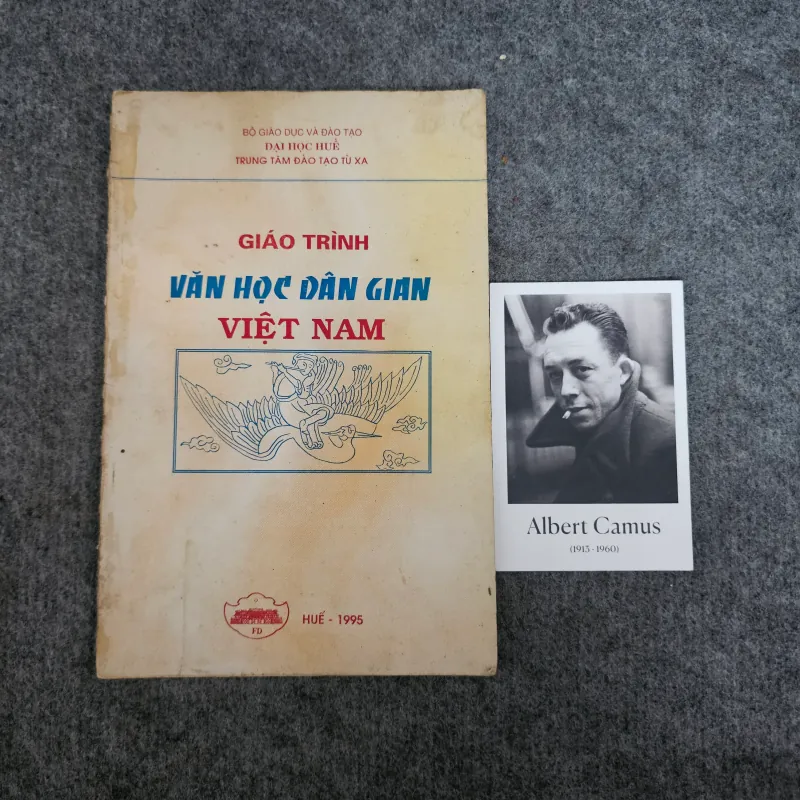 BỘ GIÁO DỤC VÀ ĐÀO TẠO
ĐẠI HỌC HUẾ
TRUNG TÂM ĐÀO TẠO TỪ XA
GIÁO TRÌNH
VĂN HỌC DÂN GIAN
VIỆT NAM
FD
HUẾ - 1995
Albert Camus
(1913 - 1960)